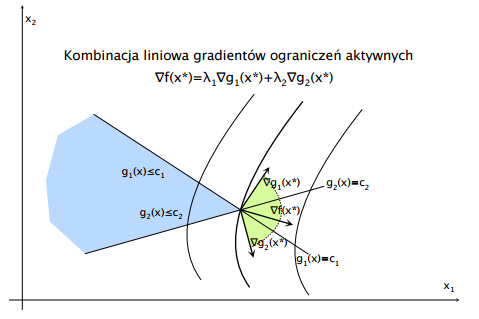 x₂
Kombinacja liniowa gradientów ograniczeń aktywnych
∇f(x*)=λ₁∇g₁(x*)+λ₂∇g₂(x*)
g₁(x)≤c₁
∇g₁(x*)
g₂(x)=c₂
g₂(x)≤c₂
∇f(x*)
∇g₂(x*)
g₁(x)=c₁
x₁